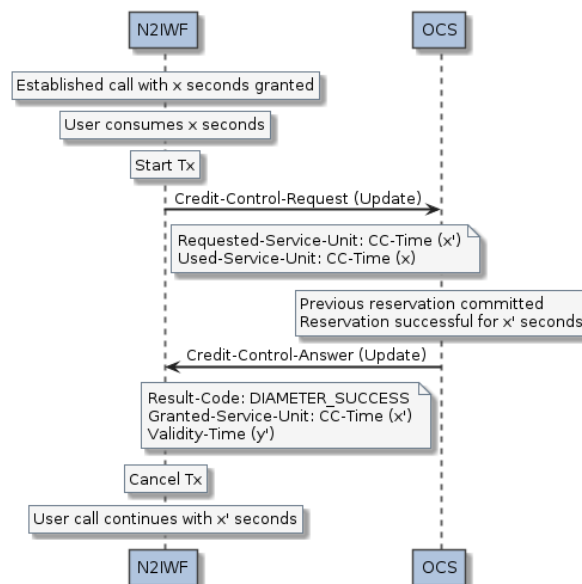 N2IWF
OCS
Established call with x seconds granted
User consumes x seconds
Start Tx
Credit-Control-Request (Update)
Requested-Service-Unit: CC-Time (x')
Used-Service-Unit: CC-Time (x)
Previous reservation committed
Reservation successful for x' seconds
Credit-Control-Answer (Update)
Result-Code: DIAMETER_SUCCESS
Granted-Service-Unit: CC-Time (x')
Validity-Time (y')
Cancel Tx
User call continues with x' seconds
N2IWF
OCS